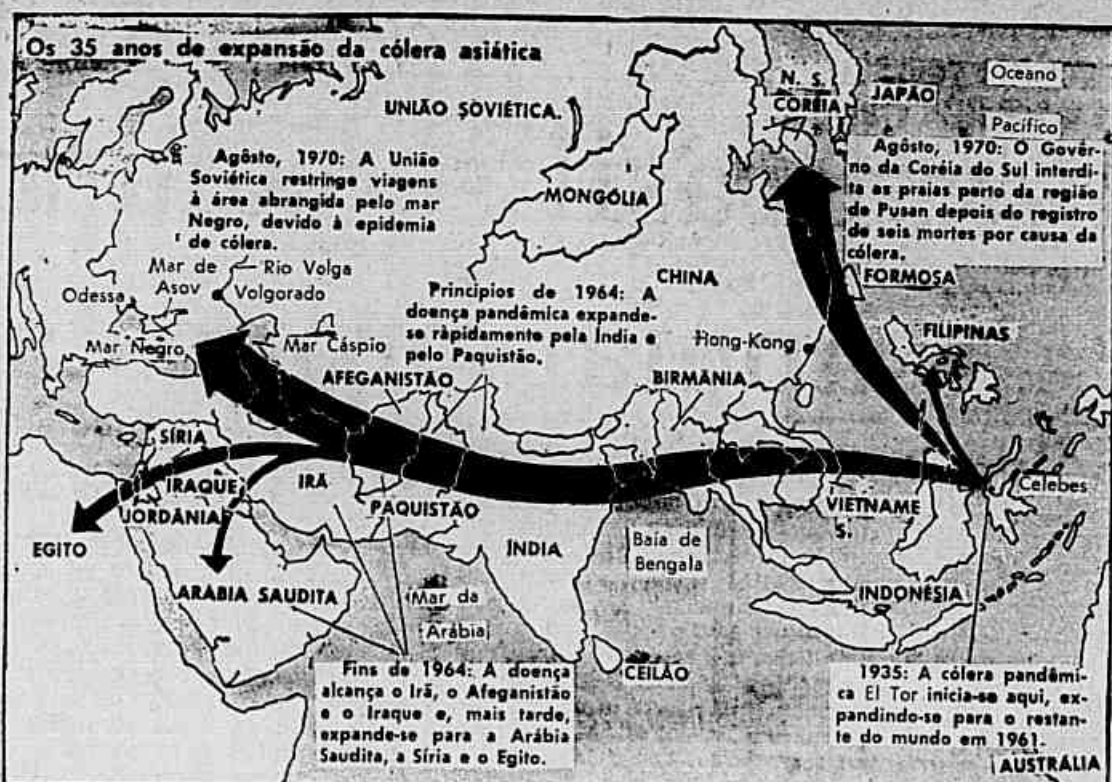 Os 35 anos de expansão da cólera asiática
UNIÃO SOVIÉTICA.
N. S.
CORÉIA
JAPÃO
Oceano
Pacífico
Agôsto, 1970: A União
Soviética restringe viagens
à área abrangida pelo mar
Negro, devido à epidemia
de cólera.
Agôsto, 1970: O Govêr-
no da Coréia do Sul interdi-
ta as praias perto da região
de Pusan depois do registro
de seis mortes por causa da
cólera.
MONGÓLIA
CHINA
FORMOSA
Mar de
Asov
Rio Volga
Volgorado
Odessa
Mar Negro
Mar Cáspio
Princípios de 1964: A
doença pandêmica expande-
se ràpidamente pela Índia e
pelo Paquistão.
Hong-Kong
FILIPINAS
AFEGANISTÃO
BIRMÂNIA
SÍRIA
IRAQUE
JORDÂNIA
IRÃ
PAQUISTÃO
VIETNAME
S.
Célebes
EGITO
ÍNDIA
Baía de
Bengala
ARÁBIA SAUDITA
Mar da
Arábia
INDONÉSIA
CEILÃO
Fins de 1964: A doença
alcança o Irã, o Afeganistão
e o Iraque e, mais tarde,
expande-se para a Arábia
Saudita, a Síria e o Egito.
1935: A cólera pandêmi-
ca El Tor inicia-se aqui, ex-
pandindo-se para o restan-
te do mundo em 1961.
AUSTRÁLIA